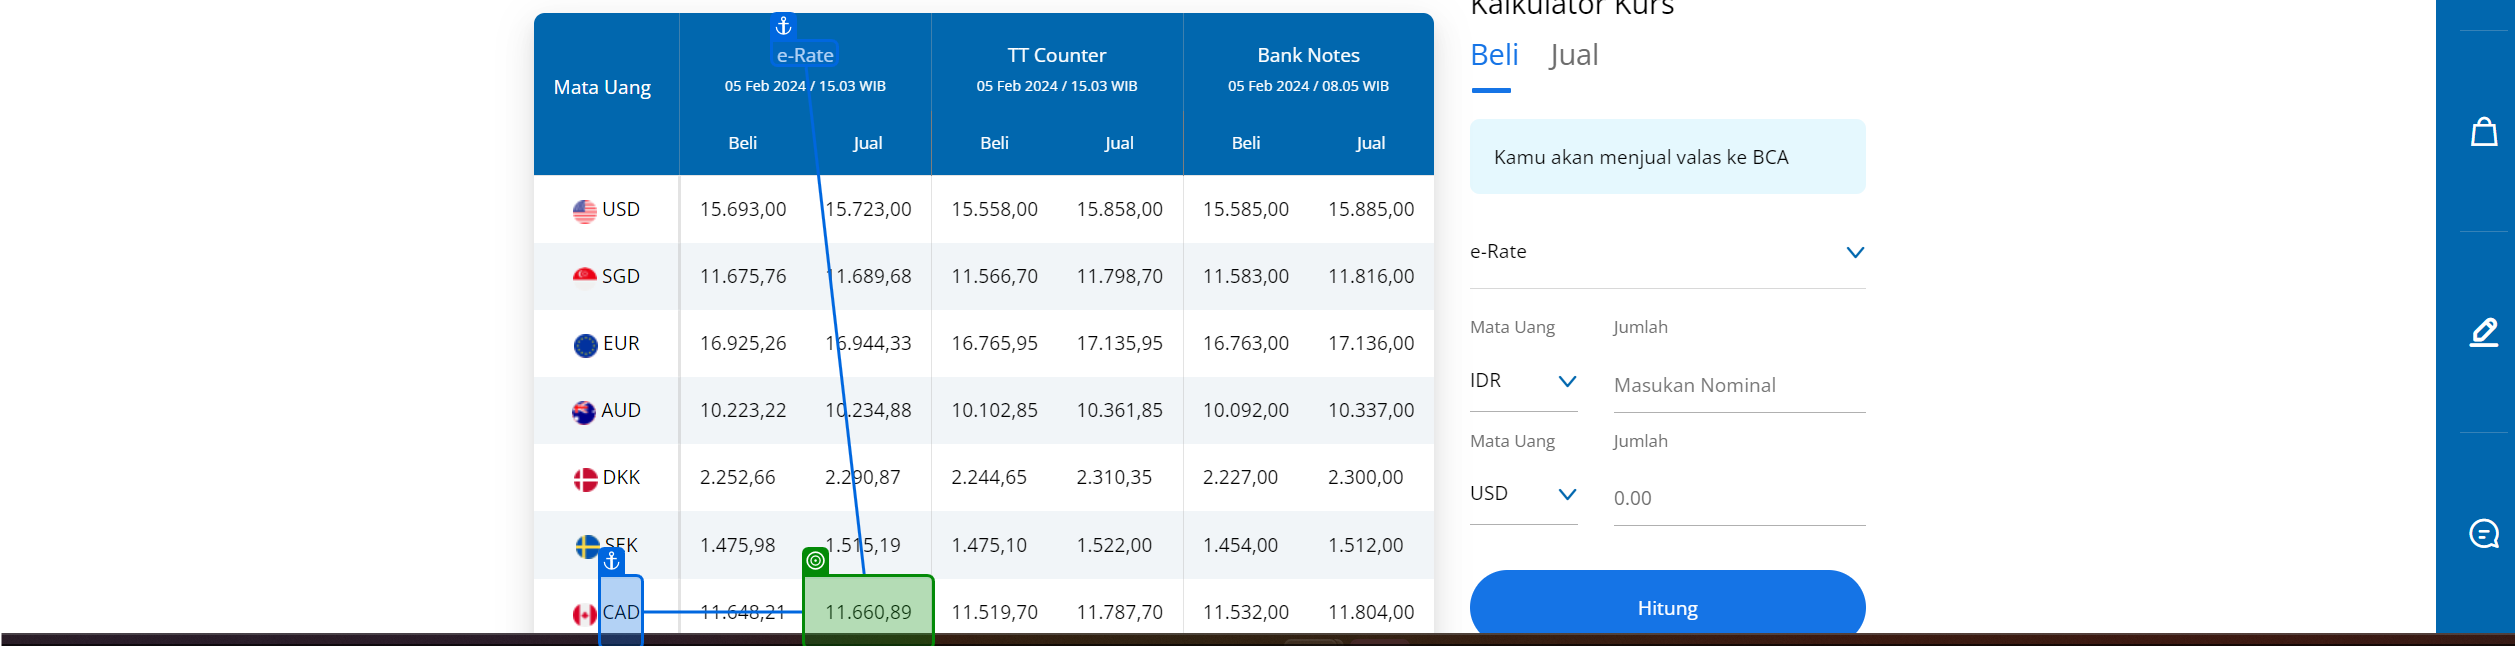 Kalkulator Kurs
Beli Jual
Mata Uang e-Rate TT Counter Bank Notes
05 Feb 2024 / 15.03 WIB 05 Feb 2024 / 15.03 WIB 05 Feb 2024 / 08.05 WIB
Beli Jual Beli Jual Beli Jual
USD 15.693,00 15.723,00 15.558,00 15.858,00 15.585,00 15.885,00
SGD 11.675,76 11.689,68 11.566,70 11.798,70 11.583,00 11.816,00
EUR 16.925,26 16.944,33 16.765,95 17.135,95 16.763,00 17.136,00
AUD 10.223,22 10.234,88 10.102,85 10.361,85 10.092,00 10.337,00
DKK 2.252,66 2.290,87 2.244,65 2.310,35 2.227,00 2.300,00
SEK 1.475,98 1.515,19 1.475,10 1.522,00 1.454,00 1.512,00
CAD 11.648,21 11.660,89 11.519,70 11.787,70 11.532,00 11.804,00
Kamu akan menjual valas ke BCA
e-Rate
Mata Uang Jumlah
IDR Masukan Nominal
Mata Uang Jumlah
USD 0.00
Hitung